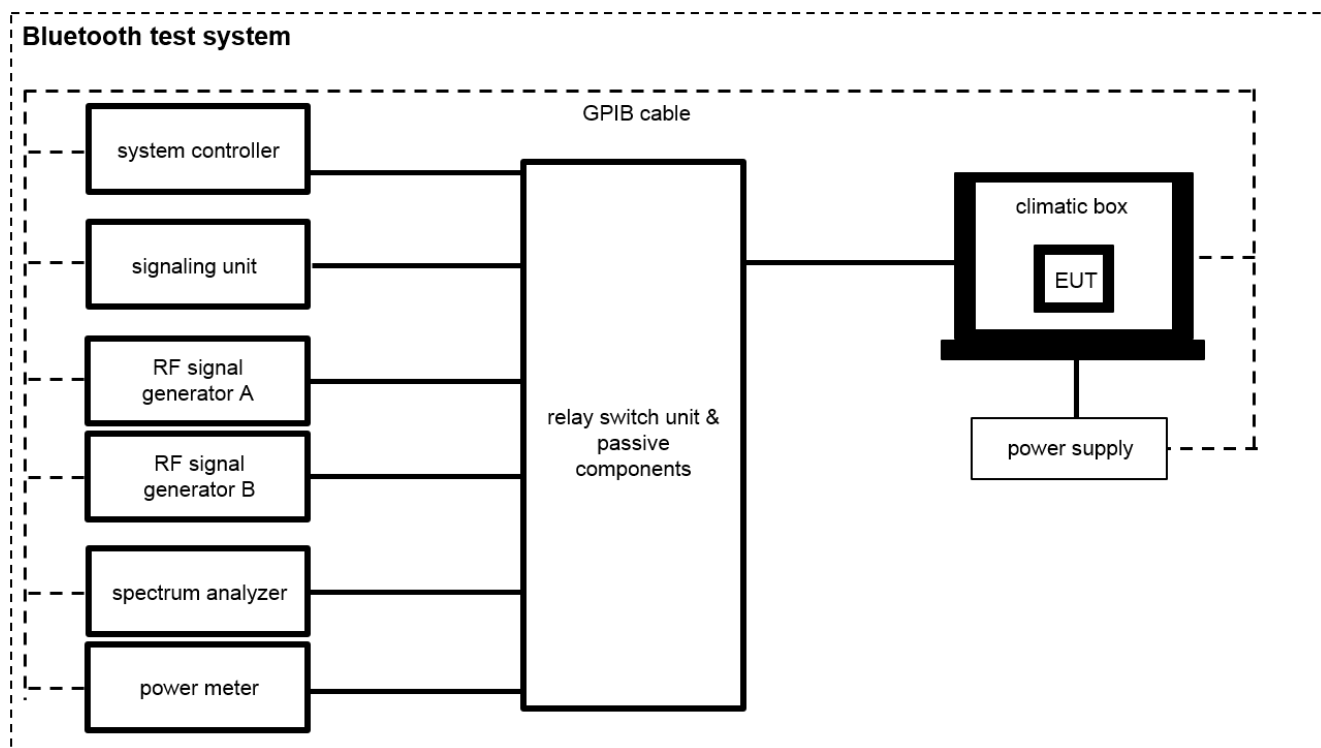 Bluetooth test system
GPIB cable
system controller
signaling unit
RF signal
generator A
RF signal
generator B
spectrum analyzer
power meter
relay switch unit &
passive
components
climatic box
EUT
power supply